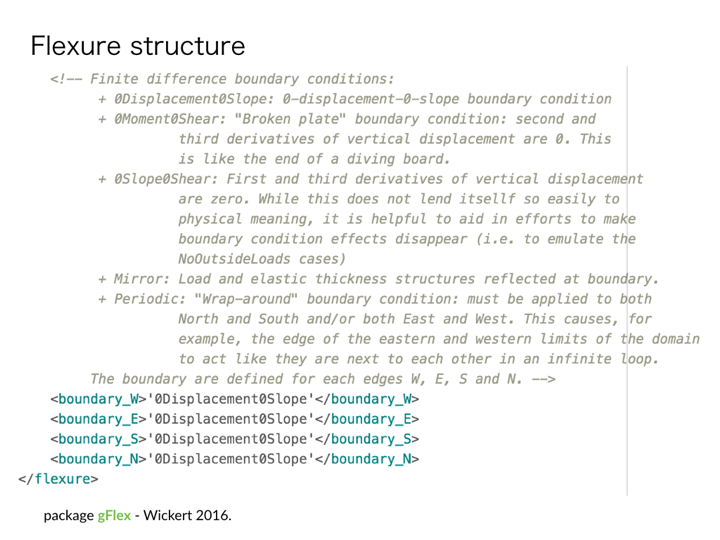 Flexure structure
<!-- Finite difference boundary conditions:
+ 0Displacement0Slope: 0-displacement-0-slope boundary condition
+ 0Moment0Shear: "Broken plate" boundary condition: second and
third derivatives of vertical displacement are 0. This
is like the end of a diving board.
+ 0Slope0Shear: First and third derivatives of vertical displacement
are zero. While this does not lend itsellf so easily to
physical meaning, it is helpful to aid in efforts to make
boundary condition effects disappear (i.e. to emulate the
NoOutsideLoads cases)
+ Mirror: Load and elastic thickness structures reflected at boundary.
+ Periodic: "Wrap-around" boundary condition: must be applied to both
North and South and/or both East and West. This causes, for
example, the edge of the eastern and western limits of the domain
to act like they are next to each other in an infinite loop.
The boundary are defined for each edges W, E, S and N. -->
<boundary_W>'0Displacement0Slope'</boundary_W>
<boundary_E>'0Displacement0Slope'</boundary_E>
<boundary_S>'0Displacement0Slope'</boundary_S>
<boundary_N>'0Displacement0Slope'</boundary_N>
</flexure>
package gFlex - Wickert 2016.